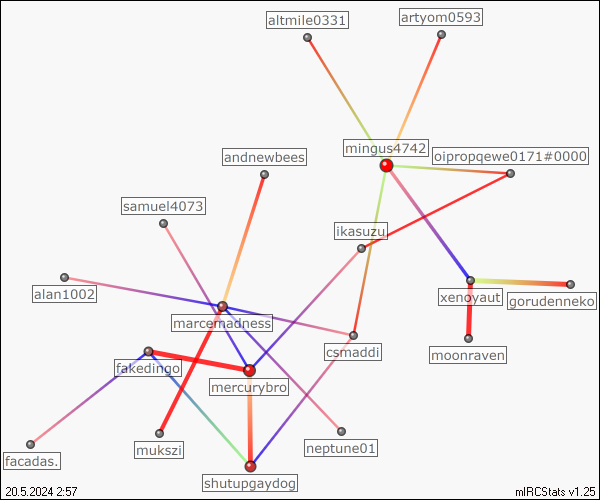 altmile0331
artyom0593
mingus4742
andnewbees
oipropqewe0171#0000
samuel4073
ikasuzu
alan1002
xenoyaut
gorudenneko
marcemadness
csmaddi
moonraven
fakedingo
mercurybro
mukszi
neptune01
facadas.
shutupgaydog
20.5.2024 2:57
mIRCStats v1.25